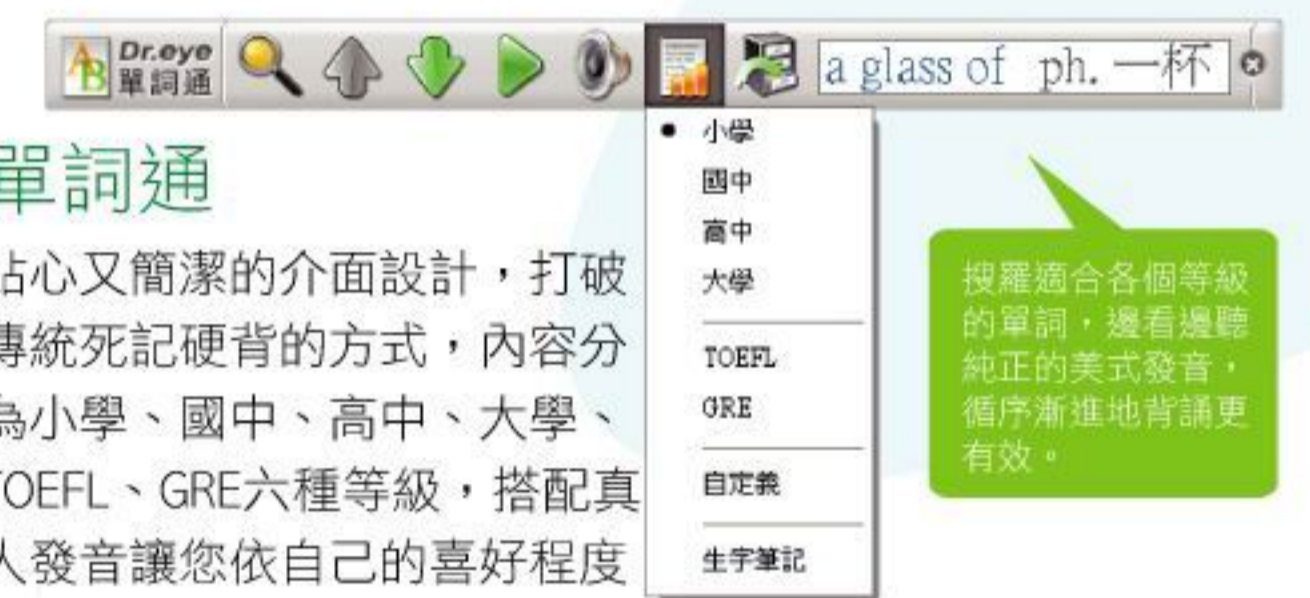 Dr.eye
單詞通
a glass of ph. 一杯
單詞通
貼心又簡潔的介面設計，打破
傳統死記硬背的方式，內容分
為小學、國中、高中、大學、
TOEFL、GRE六種等級，搭配真
人發音讓您依自己的喜好程度
小學
國中
高中
大學
TOEFL
GRE
自定義
生字筆記
搜羅適合各個等級
的單詞，邊看邊聽
純正的美式發音，
循序漸進地背誦更
有效。